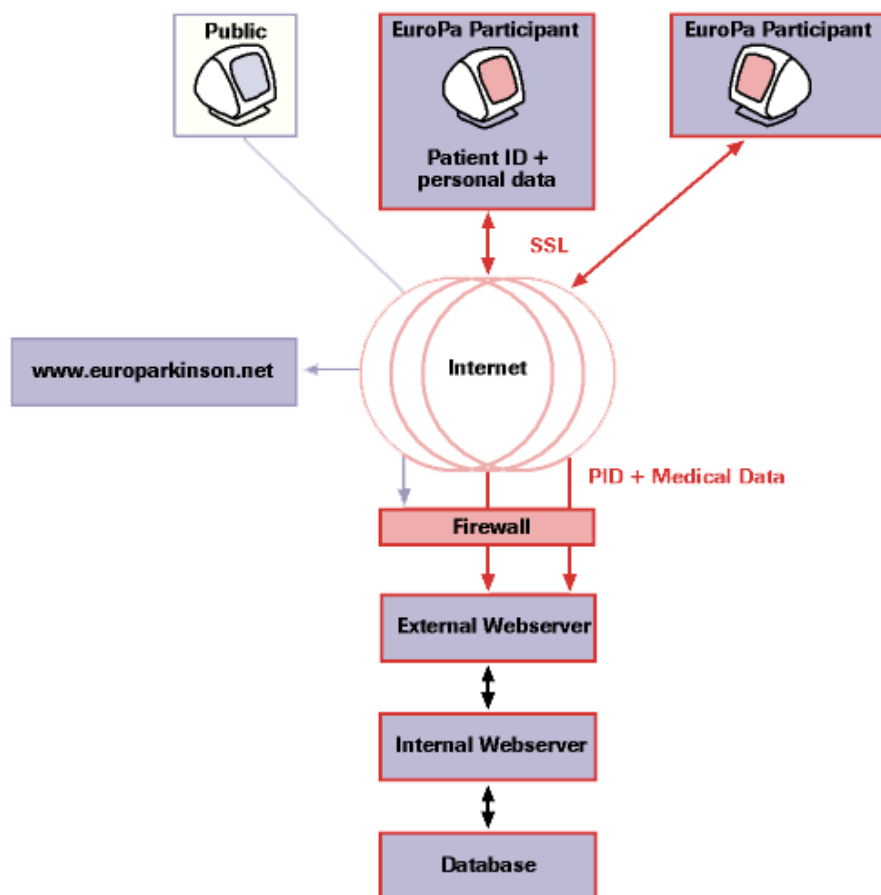 Public
EuroPa Participant
EuroPa Participant
Patient ID +
personal data
SSL
www.europarkinson.net
Internet
PID + Medical Data
Firewall
External Webserver
Internal Webserver
Database